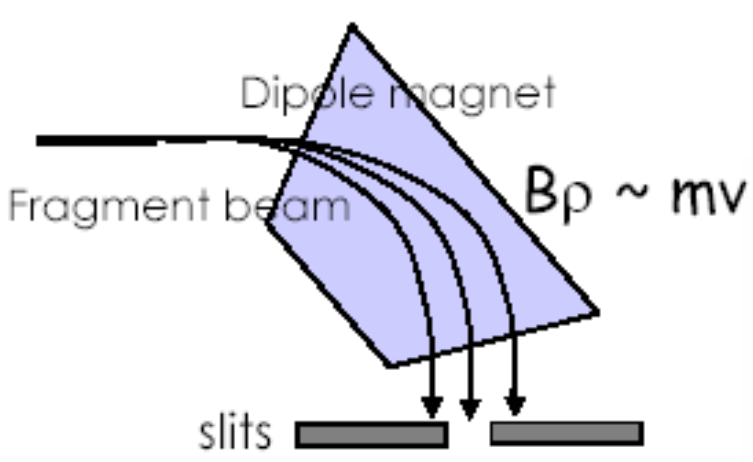 Dipole magnet
Fragment beam
Bρ ~ mv
slits